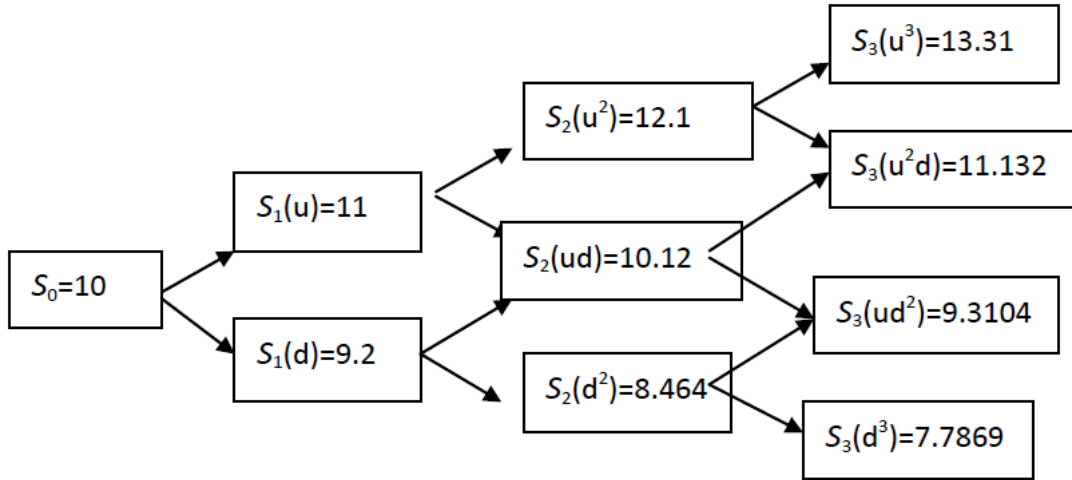 S₀=10
S₁(u)=11
S₁(d)=9.2
S₂(u²)=12.1
S₂(ud)=10.12
S₂(d²)=8.464
S₃(u³)=13.31
S₃(u²d)=11.132
S₃(ud²)=9.3104
S₃(d³)=7.7869